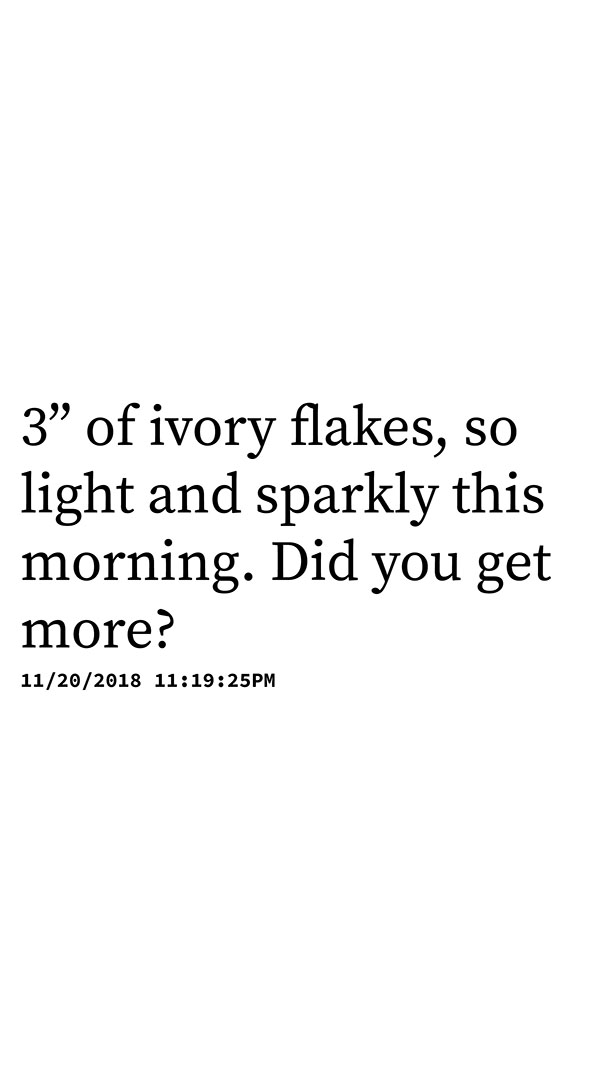 3” of ivory flakes, so
light and sparkly this
morning. Did you get
more?
11/20/2018 11:19:25PM